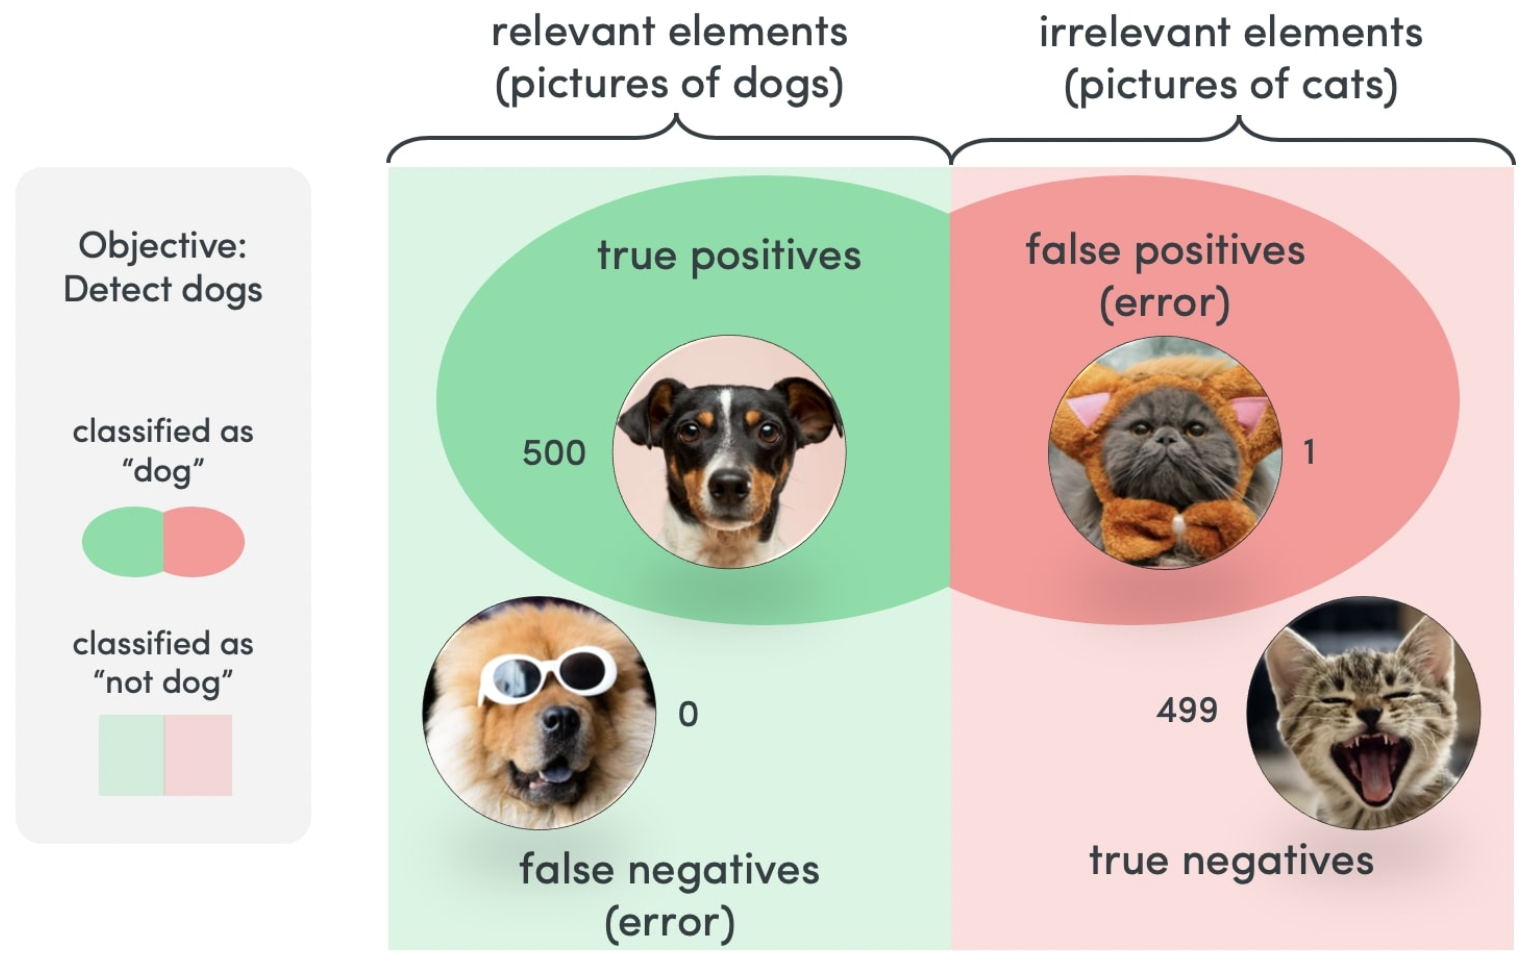 relevant elements
(pictures of dogs)
irrelevant elements
(pictures of cats)
Objective:
Detect dogs
classified as
“dog”
classified as
“not dog”
true positives
500
false positives
(error)
1
0
false negatives
(error)
499
true negatives